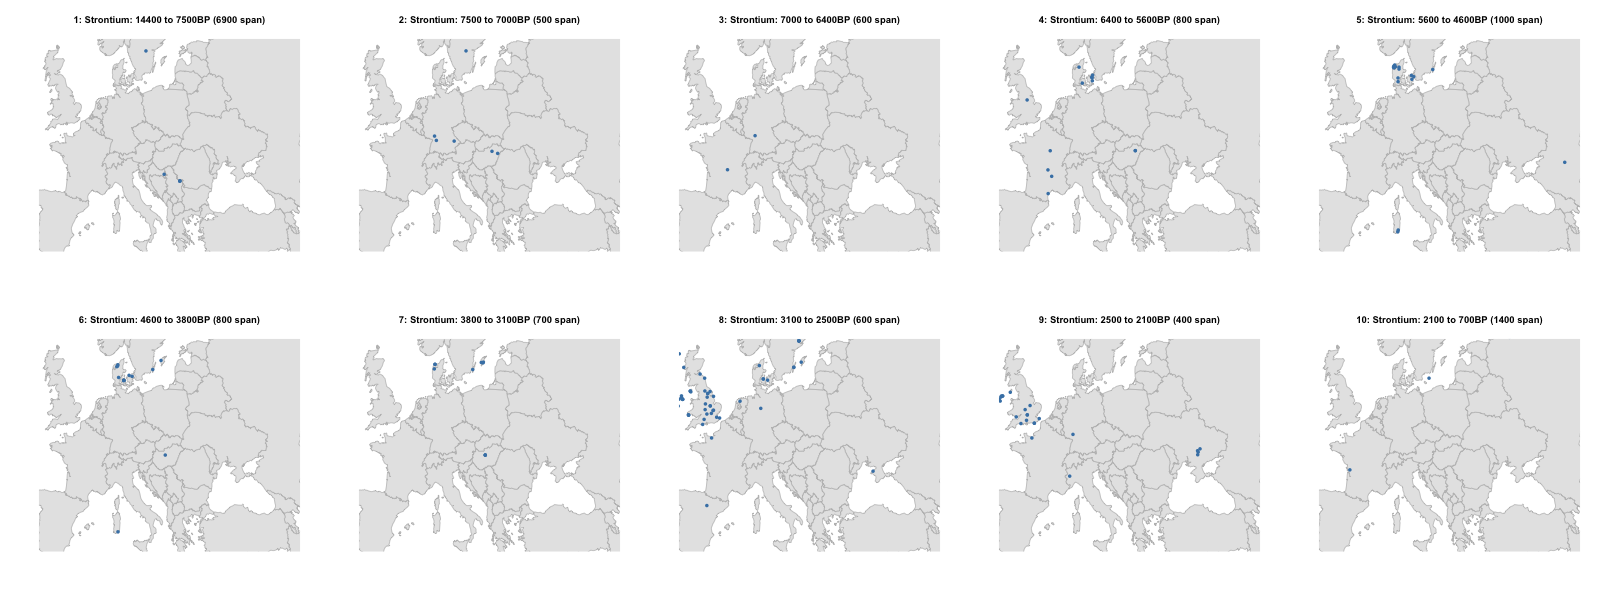 1: Strontium: 14400 to 7500BP (6900 span)
2: Strontium: 7500 to 7000BP (500 span)
3: Strontium: 7000 to 6400BP (600 span)
4: Strontium: 6400 to 5600BP (800 span)
5: Strontium: 5600 to 4600BP (1000 span)
6: Strontium: 4600 to 3800BP (800 span)
7: Strontium: 3800 to 3100BP (700 span)
8: Strontium: 3100 to 2500BP (600 span)
9: Strontium: 2500 to 2100BP (400 span)
10: Strontium: 2100 to 700BP (1400 span)